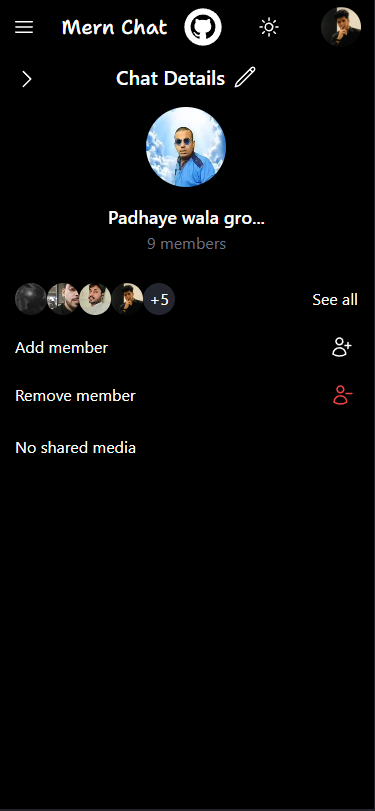 Mern Chat
Chat Details
Padhaye wala gro...
9 members
+5
See all
Add member
Remove member
No shared media